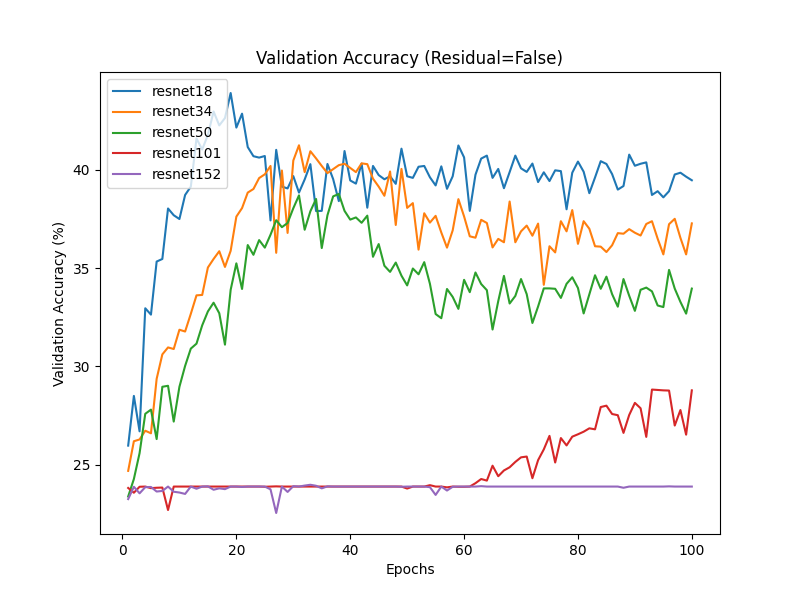 Validation Accuracy (Residual=False)
resnet18
resnet34
resnet50
resnet101
resnet152
Validation Accuracy (%)
40
35
30
25
0 20 40 60 80 100
Epochs